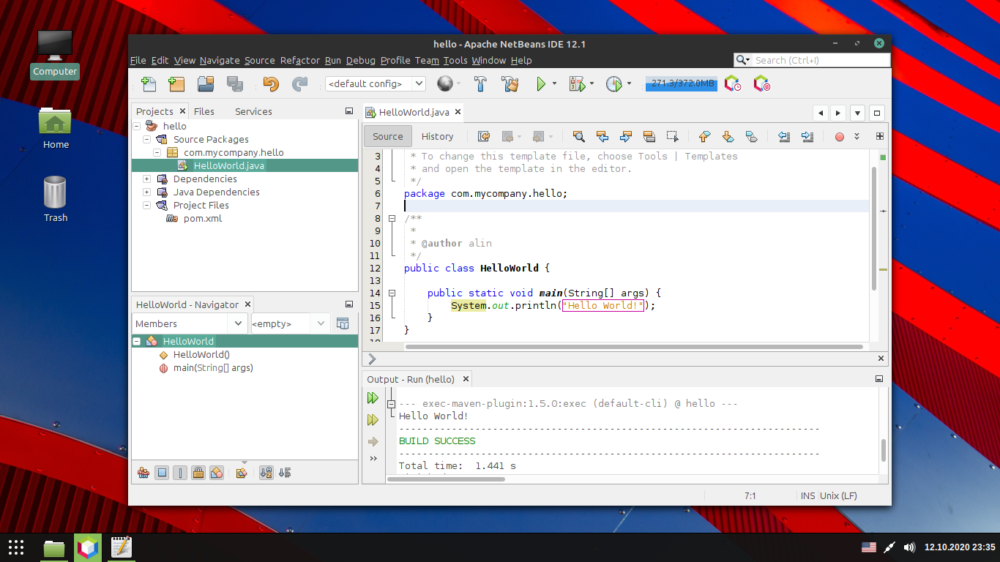 Computer
Home
Trash
hello - Apache NetBeans IDE 12.1
File Edit View Navigate Source Refactor Run Debug Profile Team Tools Window Help
Search (Ctrl+I)
<default config>
271.3/372.0MB
Projects Files Services
hello
Source Packages
com.mycompany.hello
HelloWorld.java
Dependencies
Java Dependencies
Project Files
pom.xml
HelloWorld - Navigator
Members <empty>
HelloWorld
HelloWorld()
main(String[] args)
HelloWorld.java
Source History
3 * To change this template file, choose Tools | Templates
4 * and open the template in the editor.
5 */
6 package com.mycompany.hello;
7
8 /**
9 *
10 * @author alin
11 */
12 public class HelloWorld {
13
14 public static void main(String[] args) {
15 System.out.println("Hello World!");
16 }
17 }
Output - Run (hello)
--- exec-maven-plugin:1.5.0:exec (default-cli) @ hello ---
Hello World!
------------------------------------------------------------------------
BUILD SUCCESS
------------------------------------------------------------------------
Total time: 1.441 s
7:1 INS Unix (LF)
12.10.2020 23:35